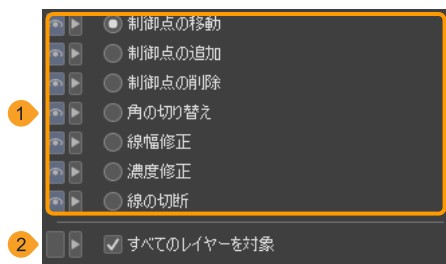 制御点の移動
制御点の追加
制御点の削除
1 角の切り替え
線幅修正
濃度修正
線の切断
2 すべてのレイヤーを対象